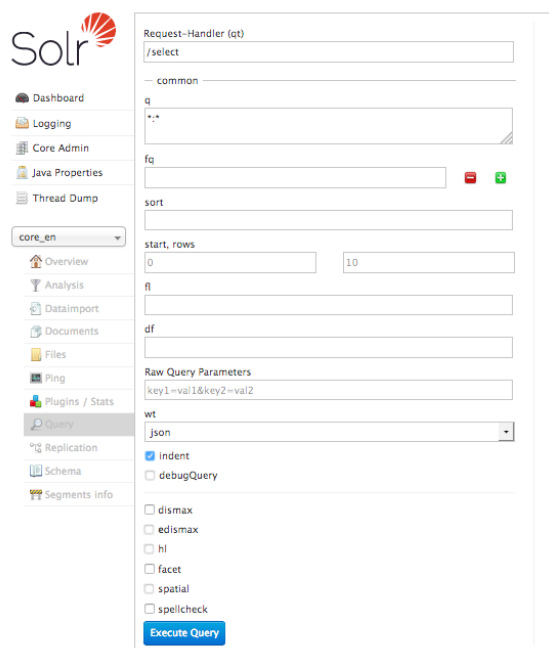 Solr
Dashboard
Logging
Core Admin
Java Properties
Thread Dump
core_en
Overview
Analysis
Dataimport
Documents
Files
Ping
Plugins / Stats
Query
Replication
Schema
Segments info
Request-Handler (qt)
/select
common
q
*:*
fq
sort
start, rows
0 10
fl
df
Raw Query Parameters
key1=val1&key2=val2
wt
json
indent
debugQuery
dismax
edismax
hl
facet
spatial
spellcheck
Execute Query